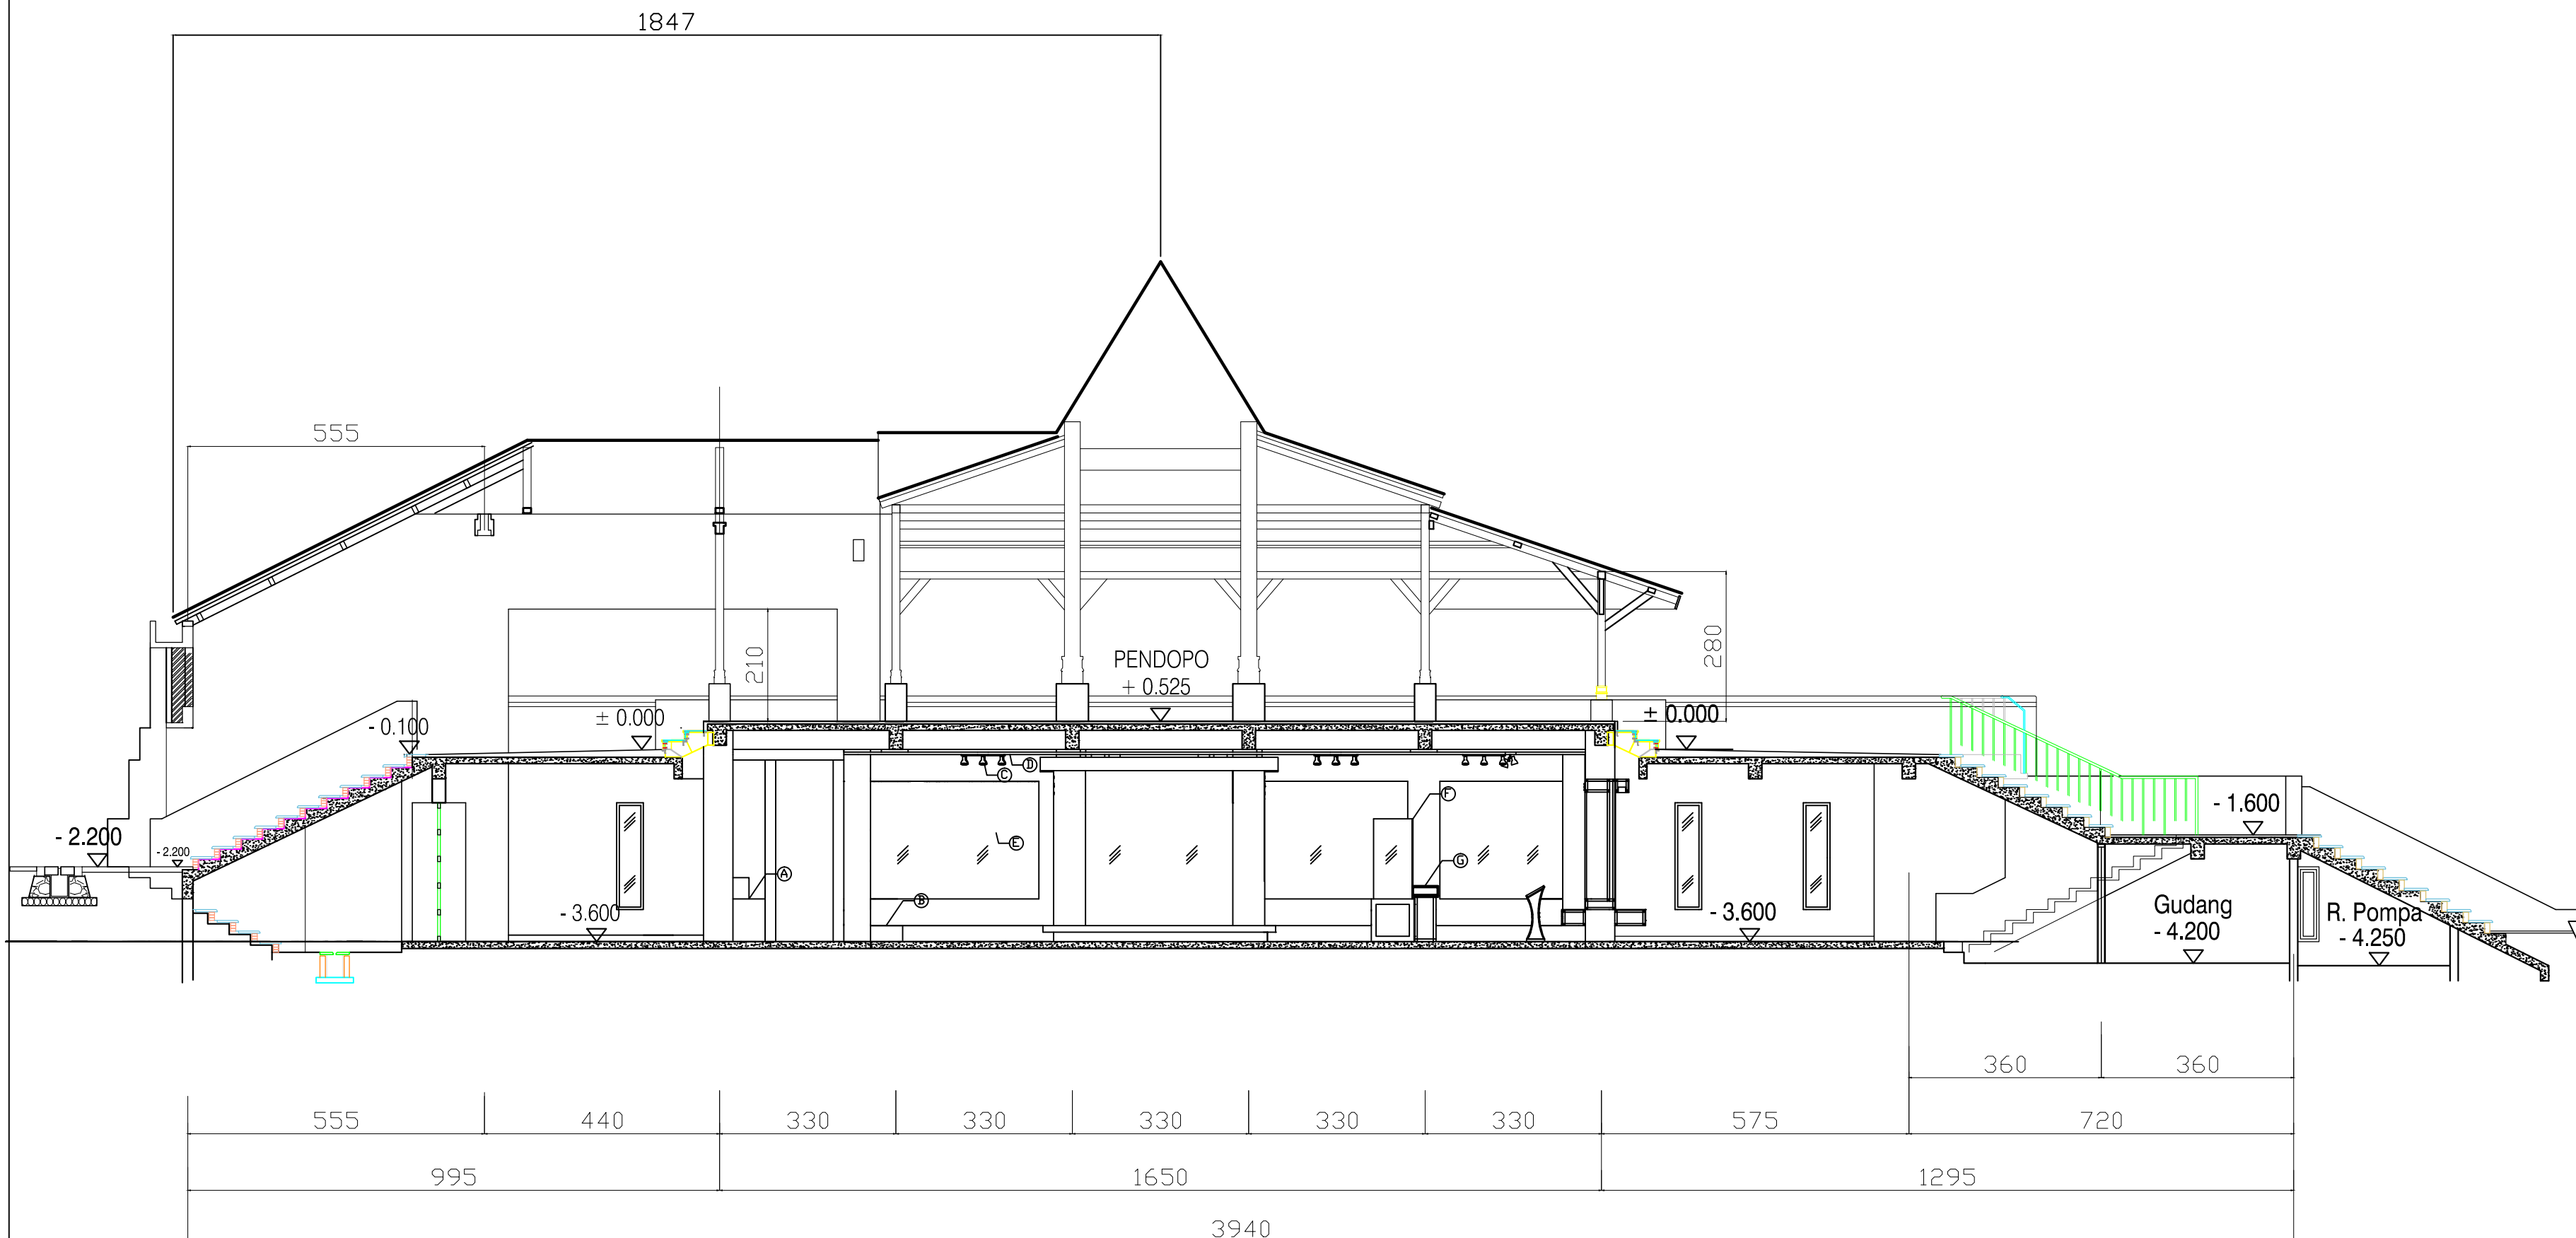 1847
555
210
280
PENDOPO
+ 0.525
- 0.100
± 0.000
± 0.000
- 2.200
- 2.200
- 1.600
D
C
F
E
G
A
B
- 3.600
- 3.600
Gudang
- 4.200
R. Pompa
- 4.250
360 360
555 440 330 330 330 330 330 575 720
995 1650 1295
3940